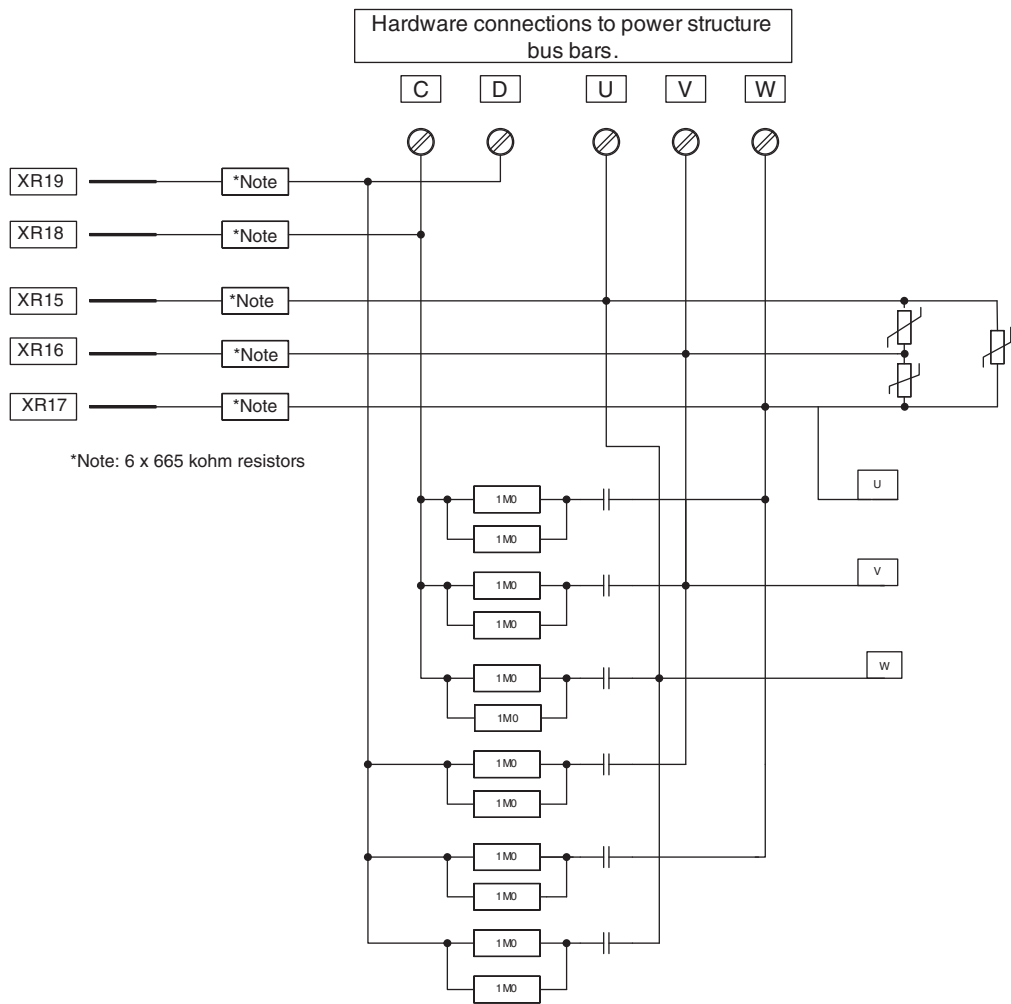 Hardware connections to power structure
bus bars.
C D U V W
XR19 *Note
XR18 *Note
XR15 *Note
XR16 *Note
XR17 *Note
*Note: 6 x 665 kohm resistors
U
1M0
1M0
V
1M0
1M0
W
1M0
1M0
1M0
1M0
1M0
1M0
1M0
1M0